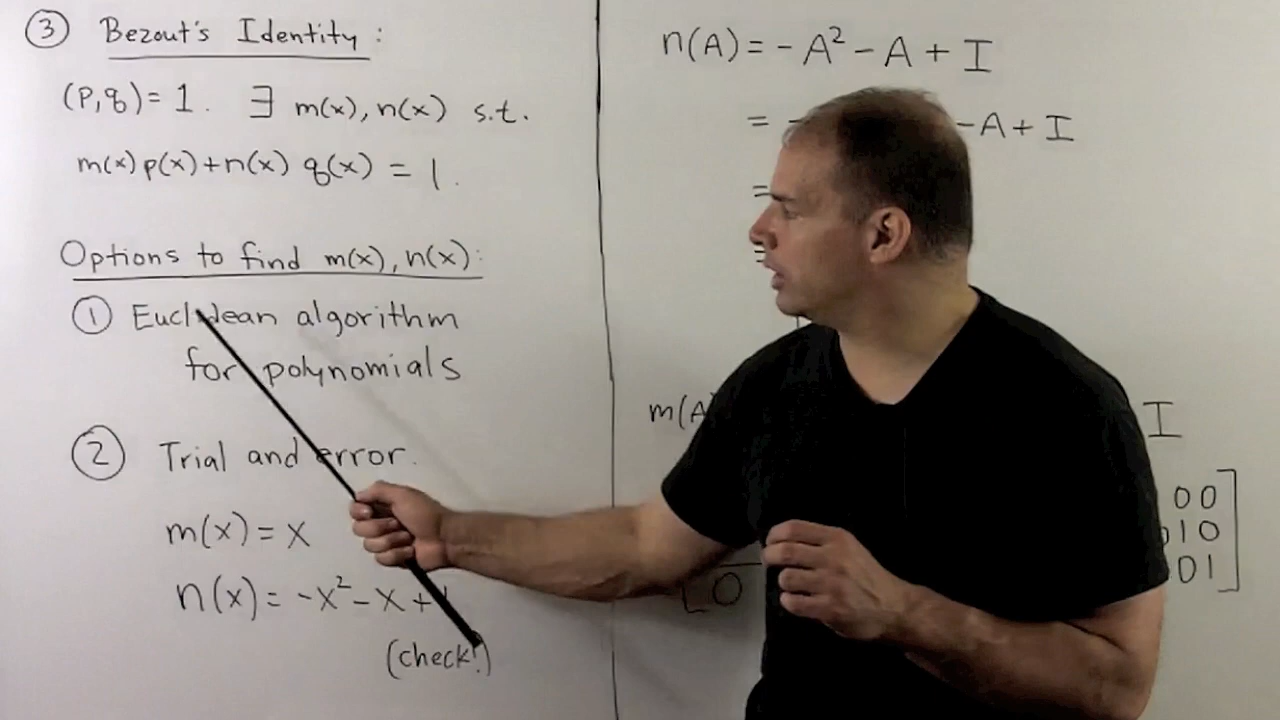 ③ Bezout's Identity:
(p,q)=1. ∃ m(x), n(x) s.t.
m(x)p(x)+n(x)q(x) = 1.
Options to find m(x), n(x):
① Euclidean algorithm
for polynomials
② Trial and error.
m(x) = x
n(x) = -x²-x+1
(check!)
n(A) = -A² - A + I
= - -A+I
=
=
m(A I
00
010
[0 01]